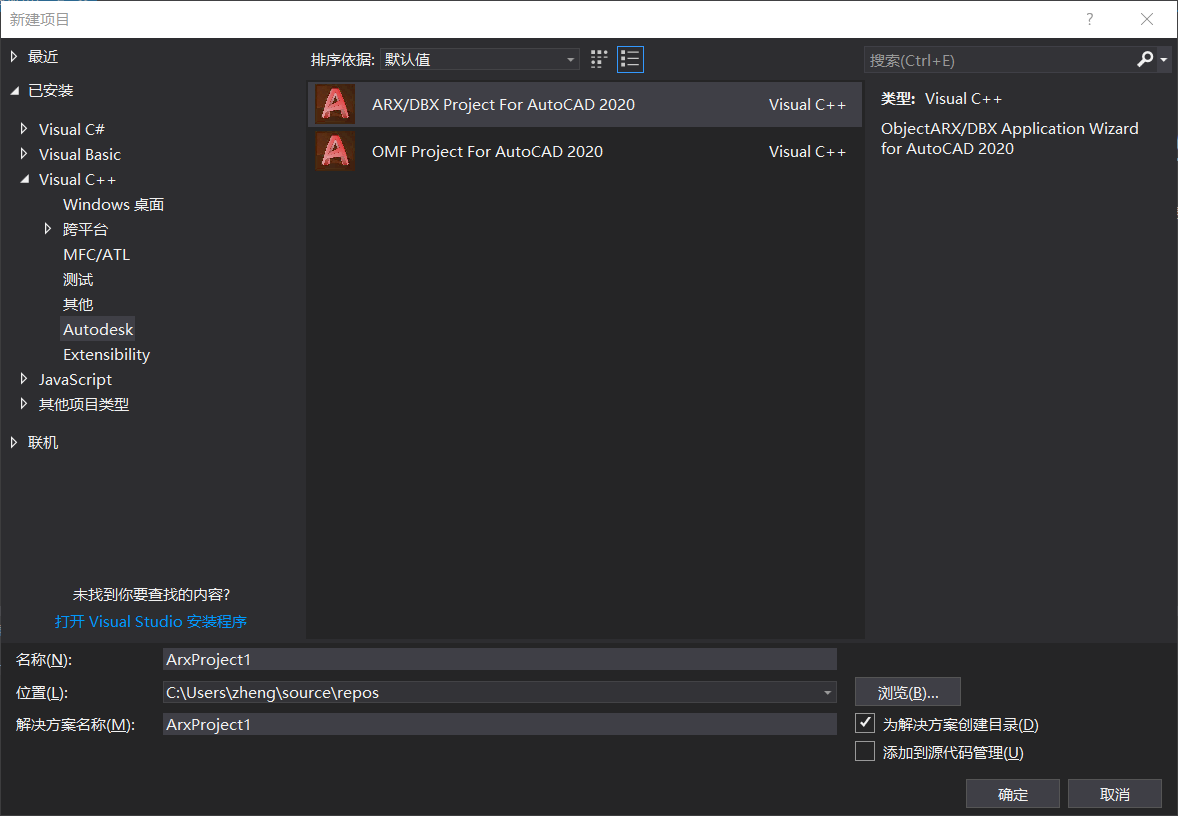 新建项目
?
最近
已安装
Visual C#
Visual Basic
Visual C++
Windows 桌面
跨平台
MFC/ATL
测试
其他
Autodesk
Extensibility
JavaScript
其他项目类型
联机
未找到你要查找的内容?
打开 Visual Studio 安装程序
排序依据: 默认值
ARX/DBX Project For AutoCAD 2020 Visual C++
OMF Project For AutoCAD 2020 Visual C++
搜索(Ctrl+E)
类型: Visual C++
ObjectARX/DBX Application Wizard
for AutoCAD 2020
名称(N): ArxProject1
位置(L): C:\Users\zheng\source\repos 浏览(B)...
解决方案名称(M): ArxProject1 为解决方案创建目录(D)
添加到源代码管理(U)
确定 取消